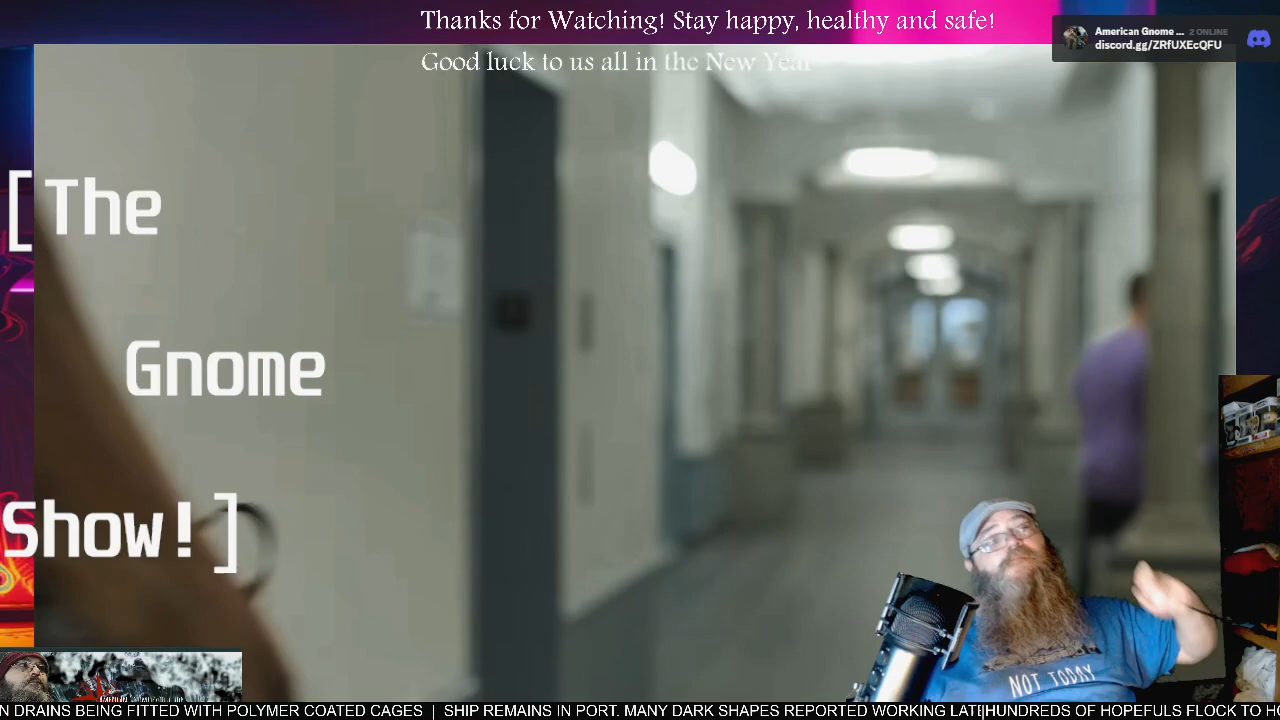 Thanks for Watching! Stay happy, healthy and safe!
American Gnome ... 2 ONLINE
discord.gg/ZRfUXEcQFU
Good luck to us all in the New Year
[The
Gnome
Show!]
NOT TODAY
N DRAINS BEING FITTED WITH POLYMER COATED CAGES | SHIP REMAINS IN PORT. MANY DARK SHAPES REPORTED WORKING LATE|HUNDREDS OF HOPEFULS FLOCK TO HO